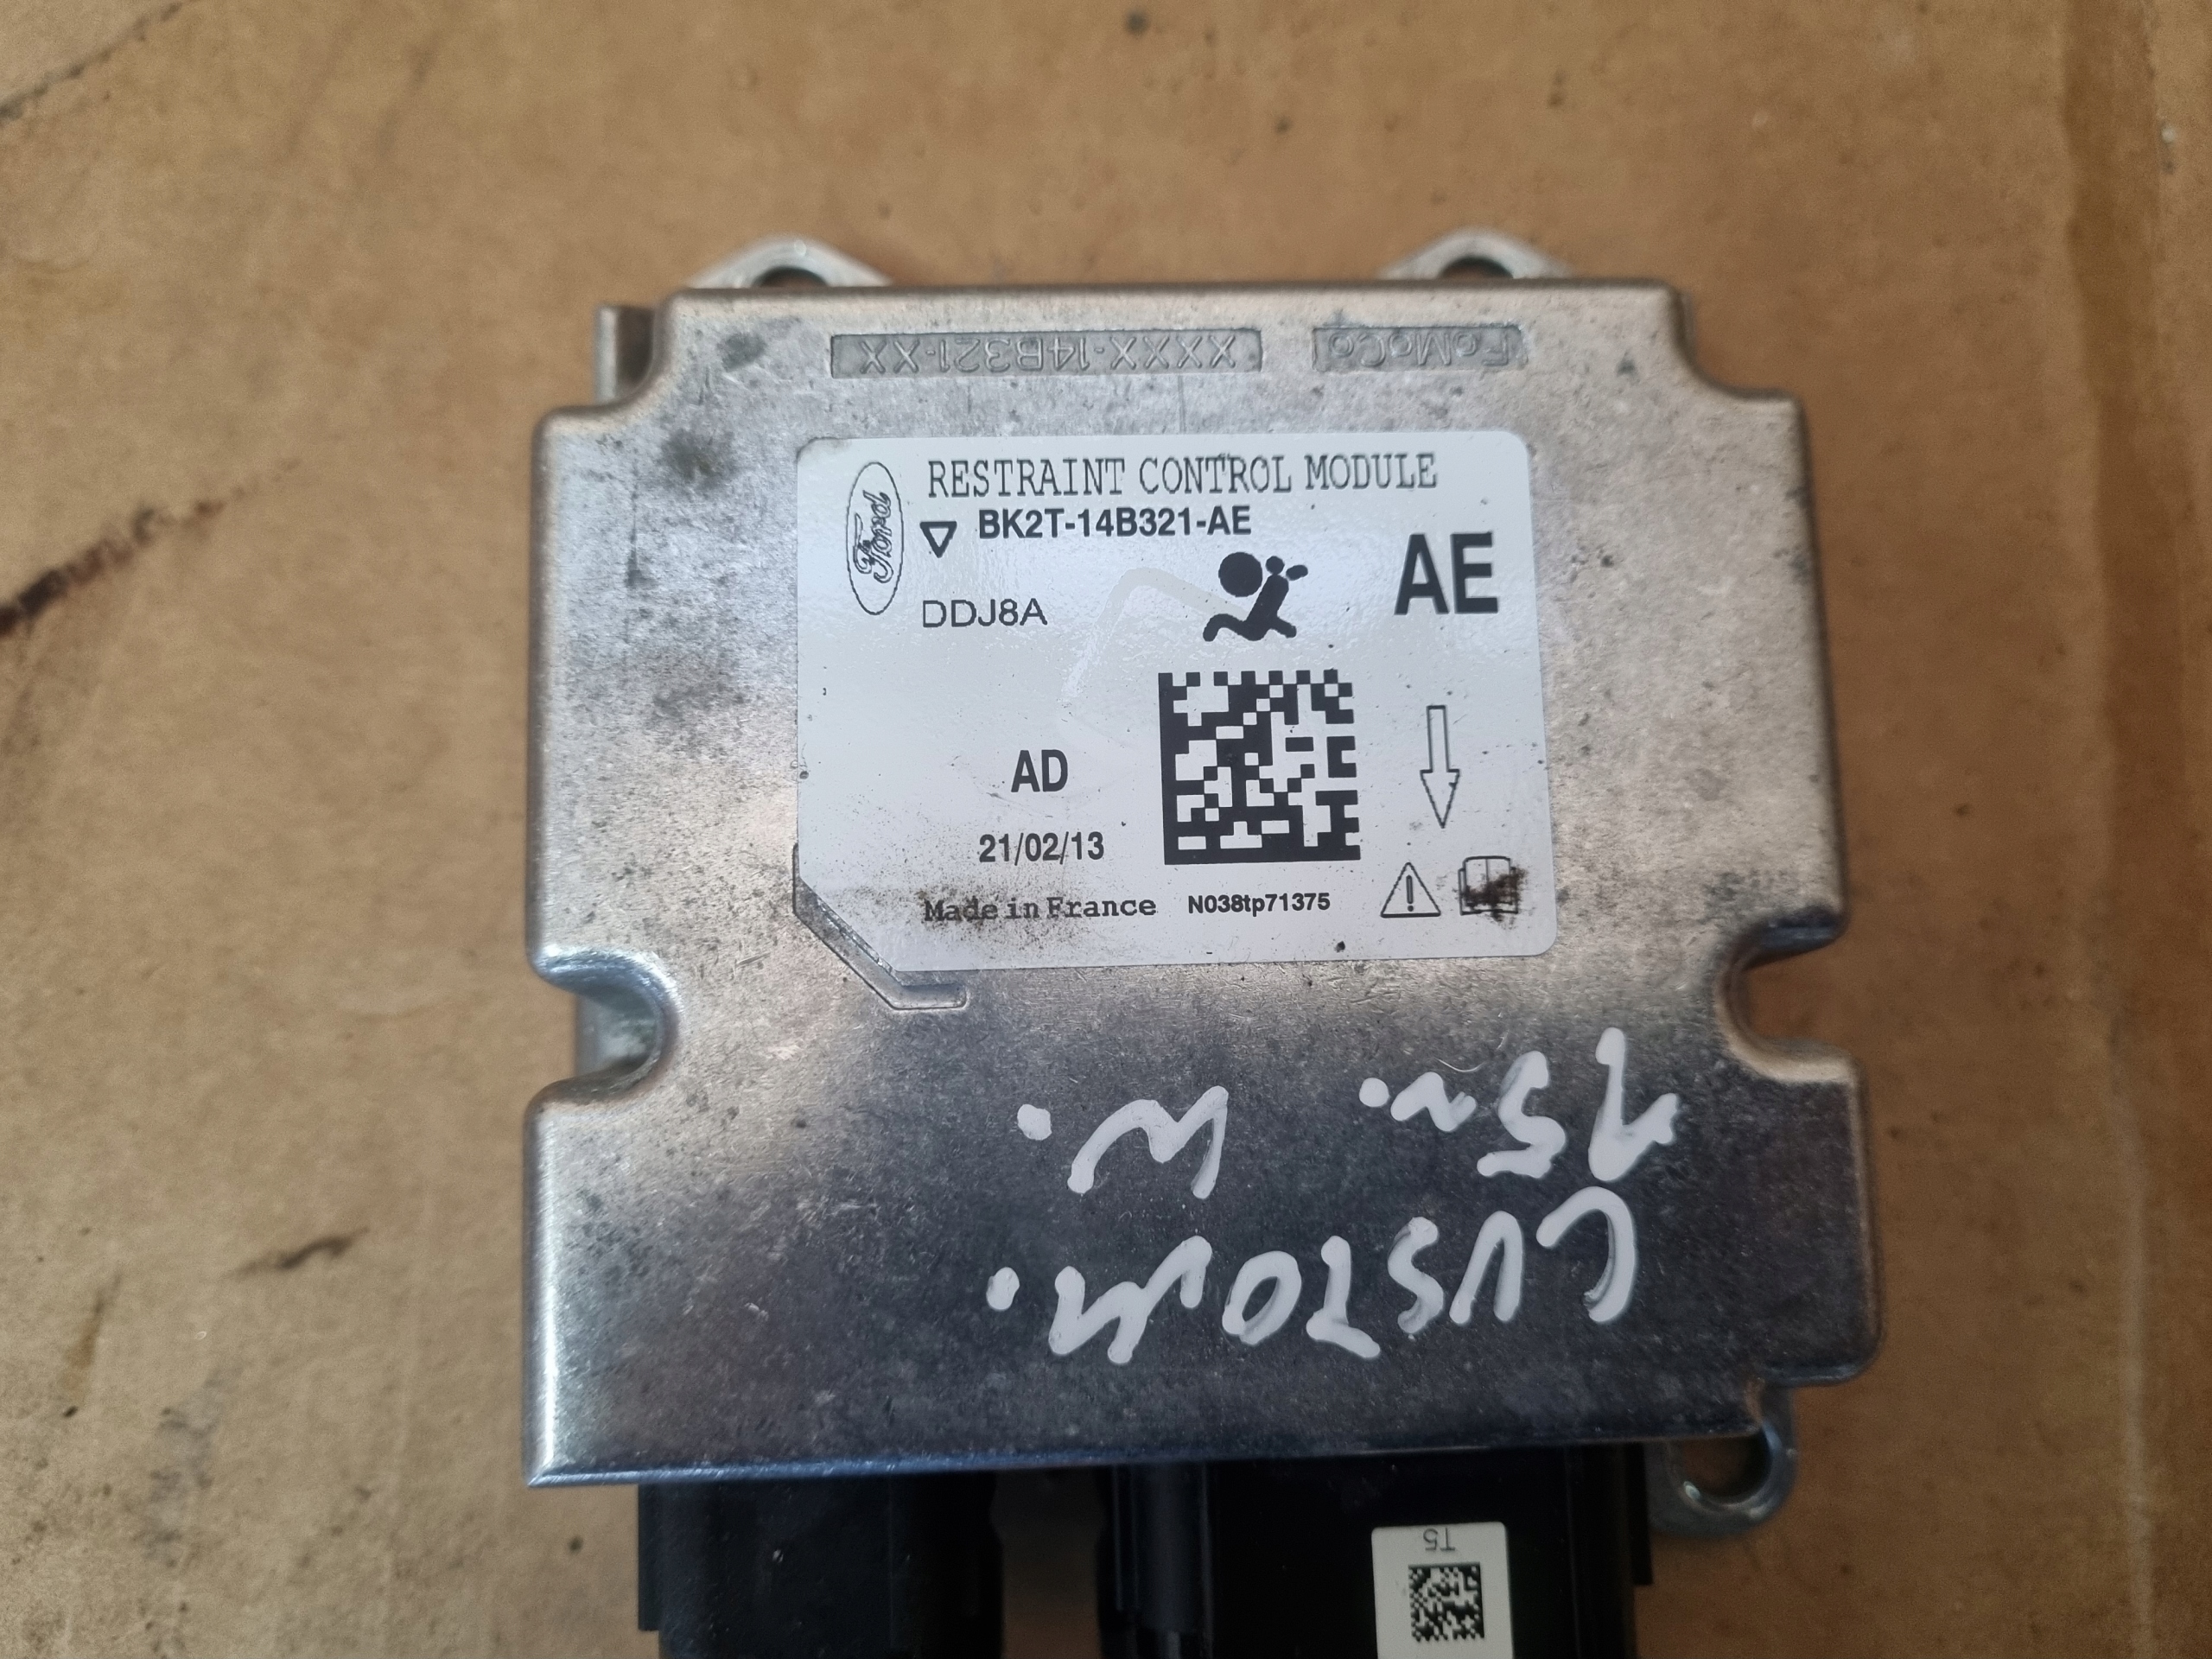 XXXX-14B321-XX FoMoCo
Ford
RESTRAINT CONTROL MODULE
BK2T-14B321-AE
AE
DDJ8A
AD
21/02/13
Made in France N038tp71375
CUSTOM.
T5